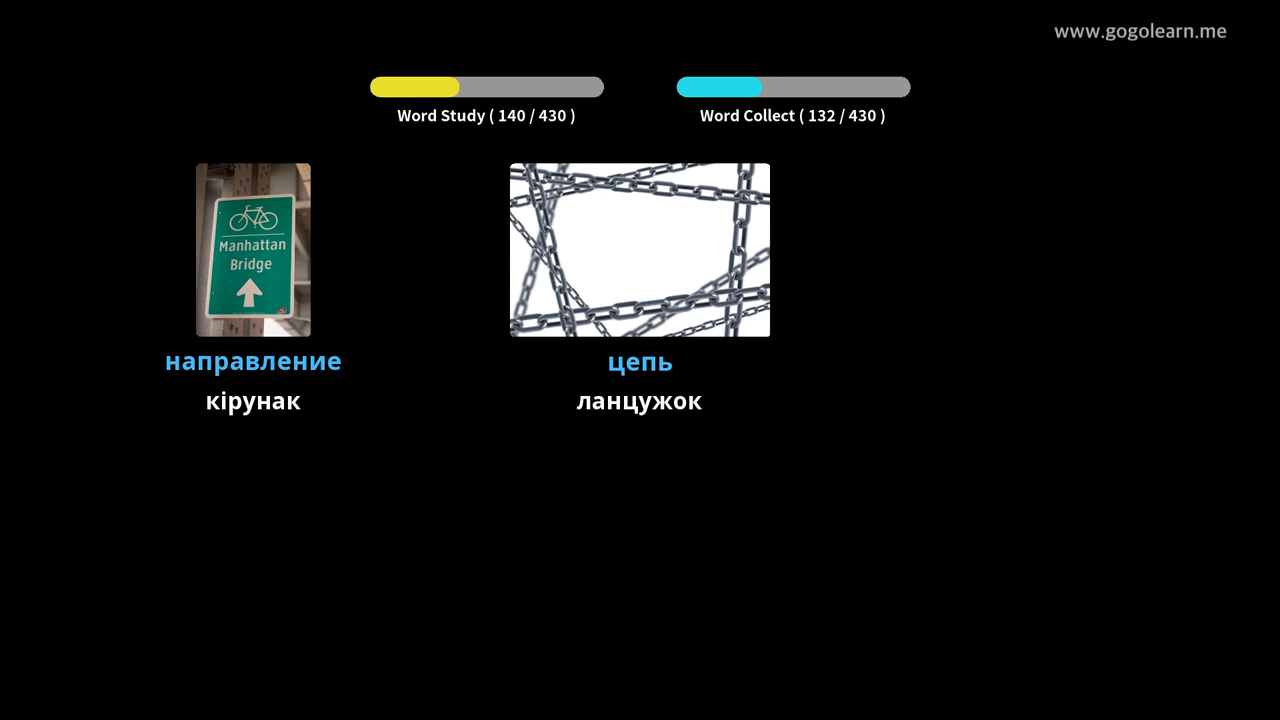 www.gogolearn.me
Word Study ( 140 / 430 )
Word Collect ( 132 / 430 )
Manhattan
Bridge
направление
кірунак
цепь
ланцужок